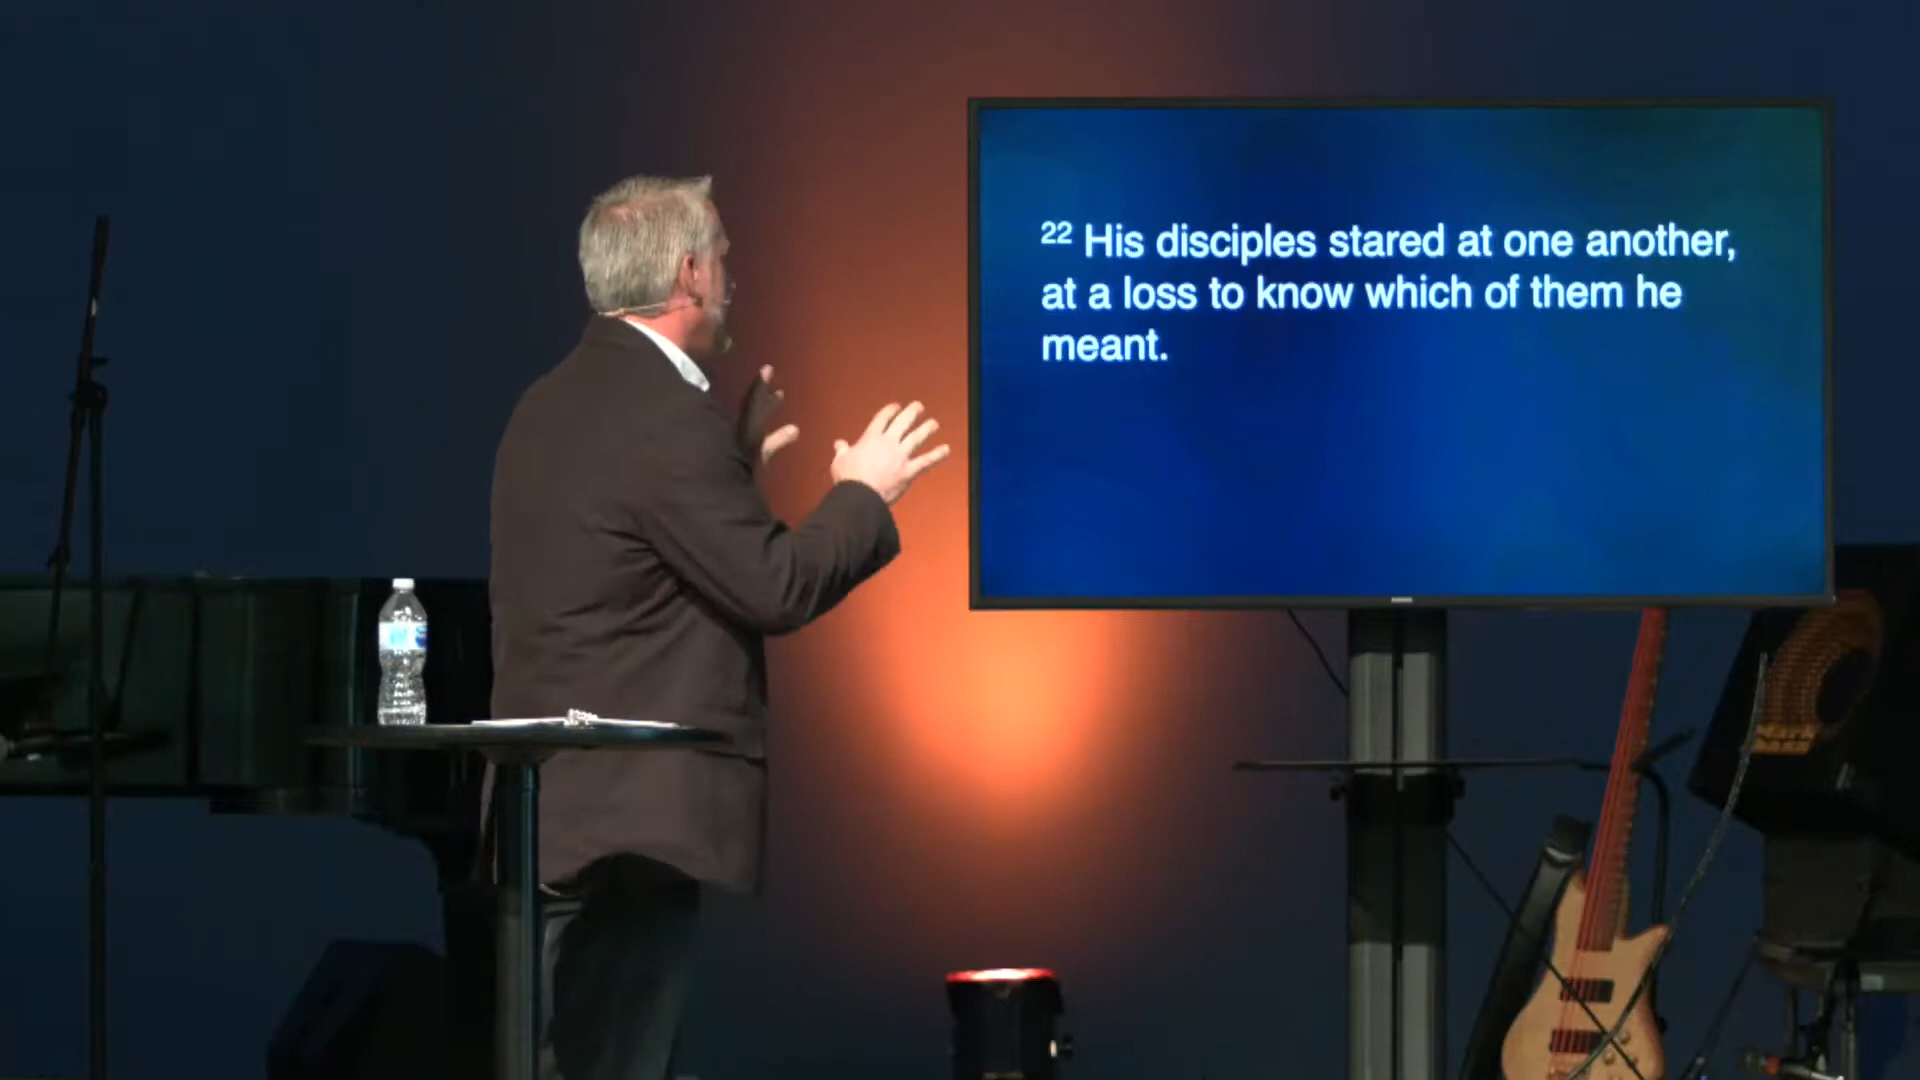 22 His disciples stared at one another,
at a loss to know which of them he
meant.